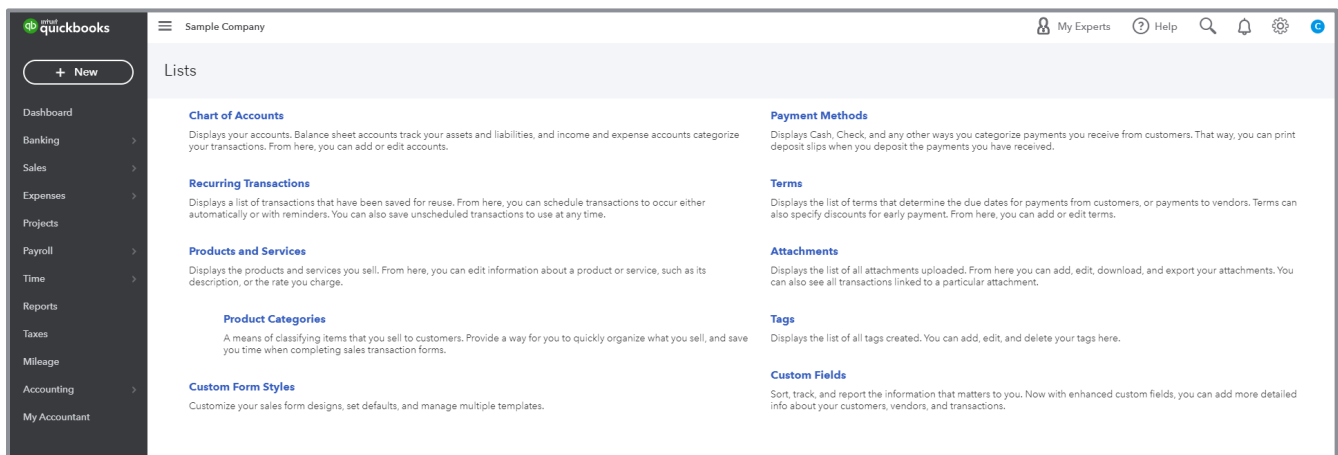 intuit
qb quickbooks
Sample Company
My Experts
Help
C
+ New
Lists
Dashboard
Banking
Sales
Expenses
Projects
Payroll
Time
Reports
Taxes
Mileage
Accounting
My Accountant
Chart of Accounts
Displays your accounts. Balance sheet accounts track your assets and liabilities, and income and expense accounts categorize
your transactions. From here, you can add or edit accounts.
Recurring Transactions
Displays a list of transactions that have been saved for reuse. From here, you can schedule transactions to occur either
automatically or with reminders. You can also save unscheduled transactions to use at any time.
Products and Services
Displays the products and services you sell. From here, you can edit information about a product or service, such as its
description, or the rate you charge.
Product Categories
A means of classifying items that you sell to customers. Provide a way for you to quickly organize what you sell, and save
you time when completing sales transaction forms.
Custom Form Styles
Customize your sales form designs, set defaults, and manage multiple templates.
Payment Methods
Displays Cash, Check, and any other ways you categorize payments you receive from customers. That way, you can print
deposit slips when you deposit the payments you have received.
Terms
Displays the list of terms that determine the due dates for payments from customers, or payments to vendors. Terms can
also specify discounts for early payment. From here, you can add or edit terms.
Attachments
Displays the list of all attachments uploaded. From here you can add, edit, download, and export your attachments. You
can also see all transactions linked to a particular attachment.
Tags
Displays the list of all tags created. You can add, edit, and delete your tags here.
Custom Fields
Sort, track, and report the information that matters to you. Now with enhanced custom fields, you can add more detailed
info about your customers, vendors, and transactions.